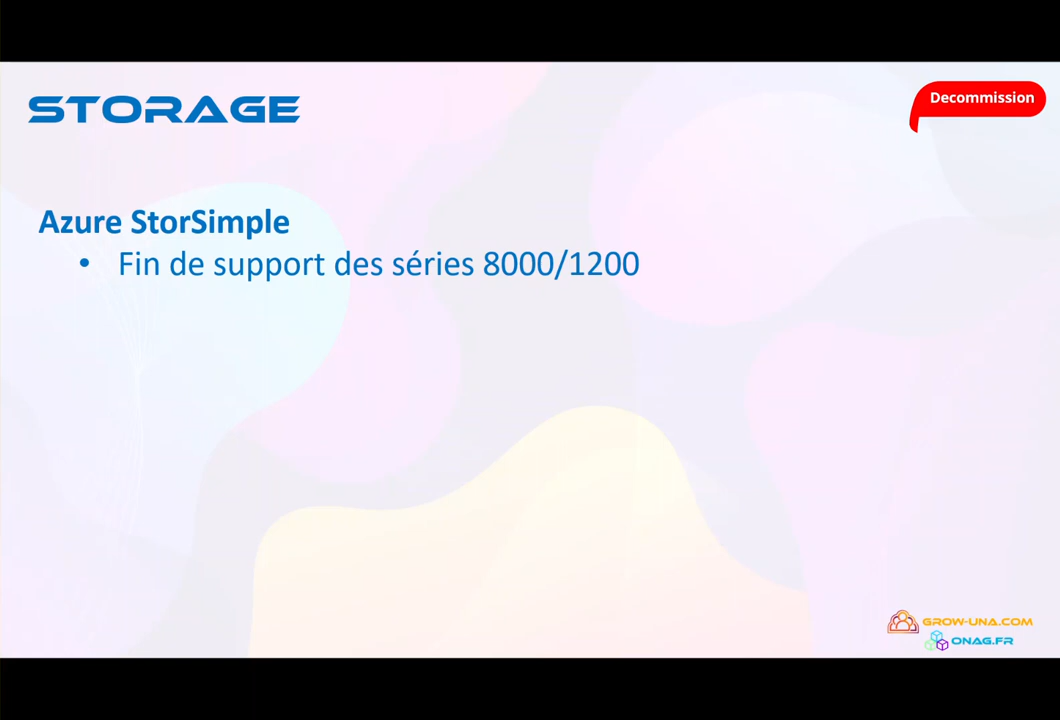 STORAGE
Decommission
Azure StorSimple
• Fin de support des séries 8000/1200
GROW-UNA.COM
ONAG.FR